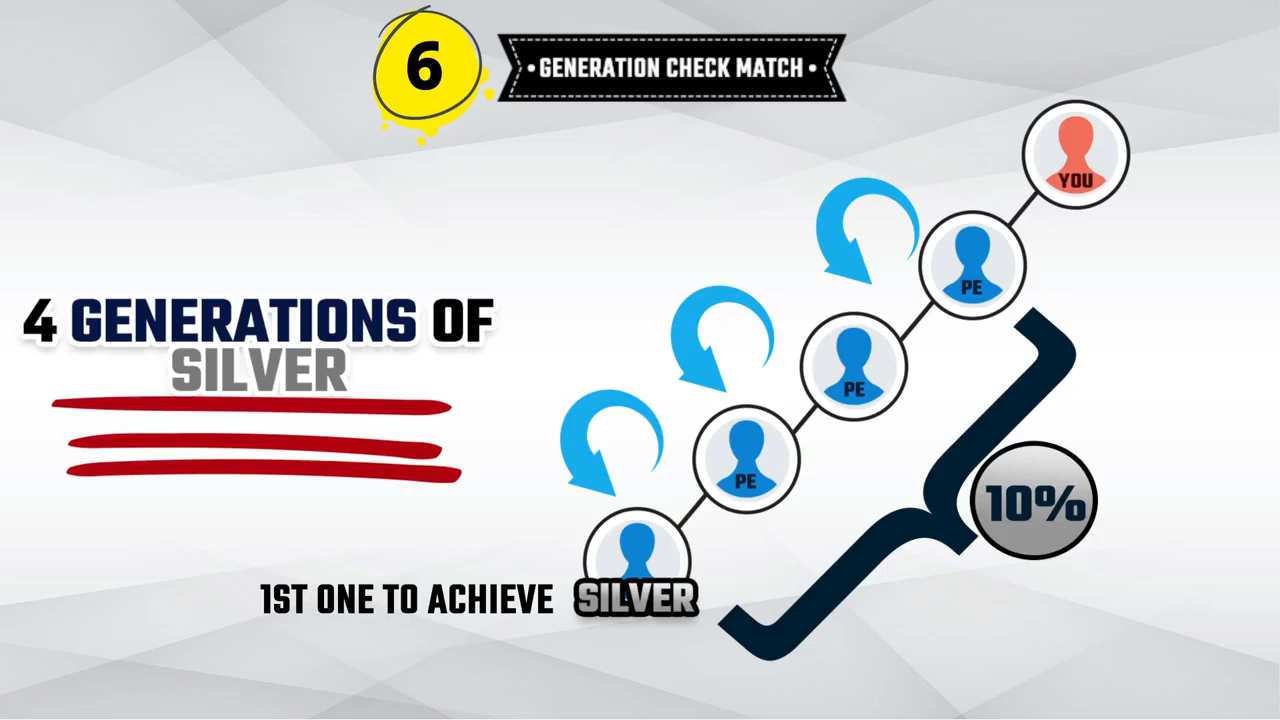 6
• GENERATION CHECK MATCH •
YOU
PE
4 GENERATIONS OF
SILVER
PE
PE
10%
1ST ONE TO ACHIEVE SILVER